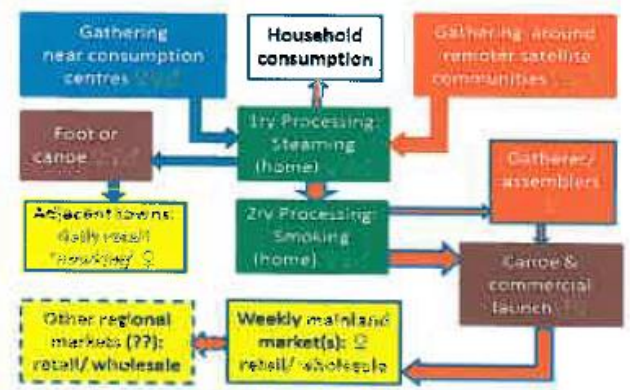 Gathering
near consumption
centres
Household
consumption
Gathering around
remoter satellite
communities
Foot or
canoe
1ry Processing:
Steaming
(home)
Gatherer/
assemblers
Adjacent towns:
daily retail
'hawking' ♀
2ry Processing:
Smoking
(home)
Canoe &
commercial
launch
Other regional
markets (??):
retail/ wholesale
Weekly mainland
market(s): ♀
retail/ wholesale